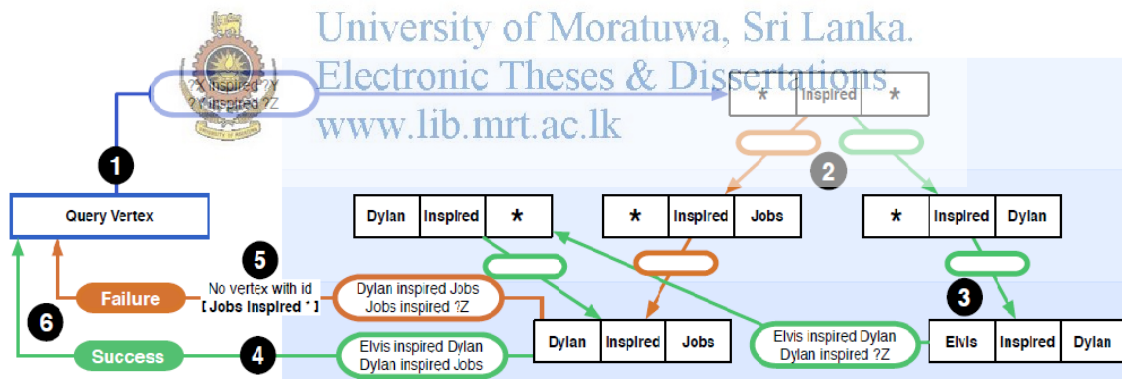 University of Moratuwa, Sri Lanka.
Electronic Theses & Dissertations
www.lib.mrt.ac.lk
?X inspired ?Y
?Y inspired ?Z
UNIVERSITY OF MORATUWA
* Inspired *
1
2
Query Vertex
Dylan Inspired *
* Inspired Jobs
* Inspired Dylan
5
No vertex with id
[ Jobs Inspired * ]
Failure
Dylan inspired Jobs
Jobs inspired ?Z
3
6
Success
4
Elvis inspired Dylan
Dylan inspired Jobs
Dylan Inspired Jobs
Elvis inspired Dylan
Dylan inspired ?Z
Elvis Inspired Dylan